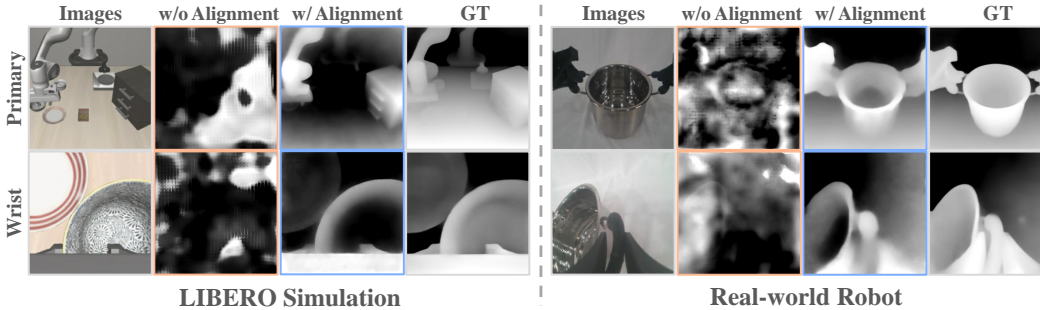 Images w/o Alignment w/ Alignment GT Images w/o Alignment w/ Alignment GT
Primary
Wrist
LIBERO Simulation Real-world Robot